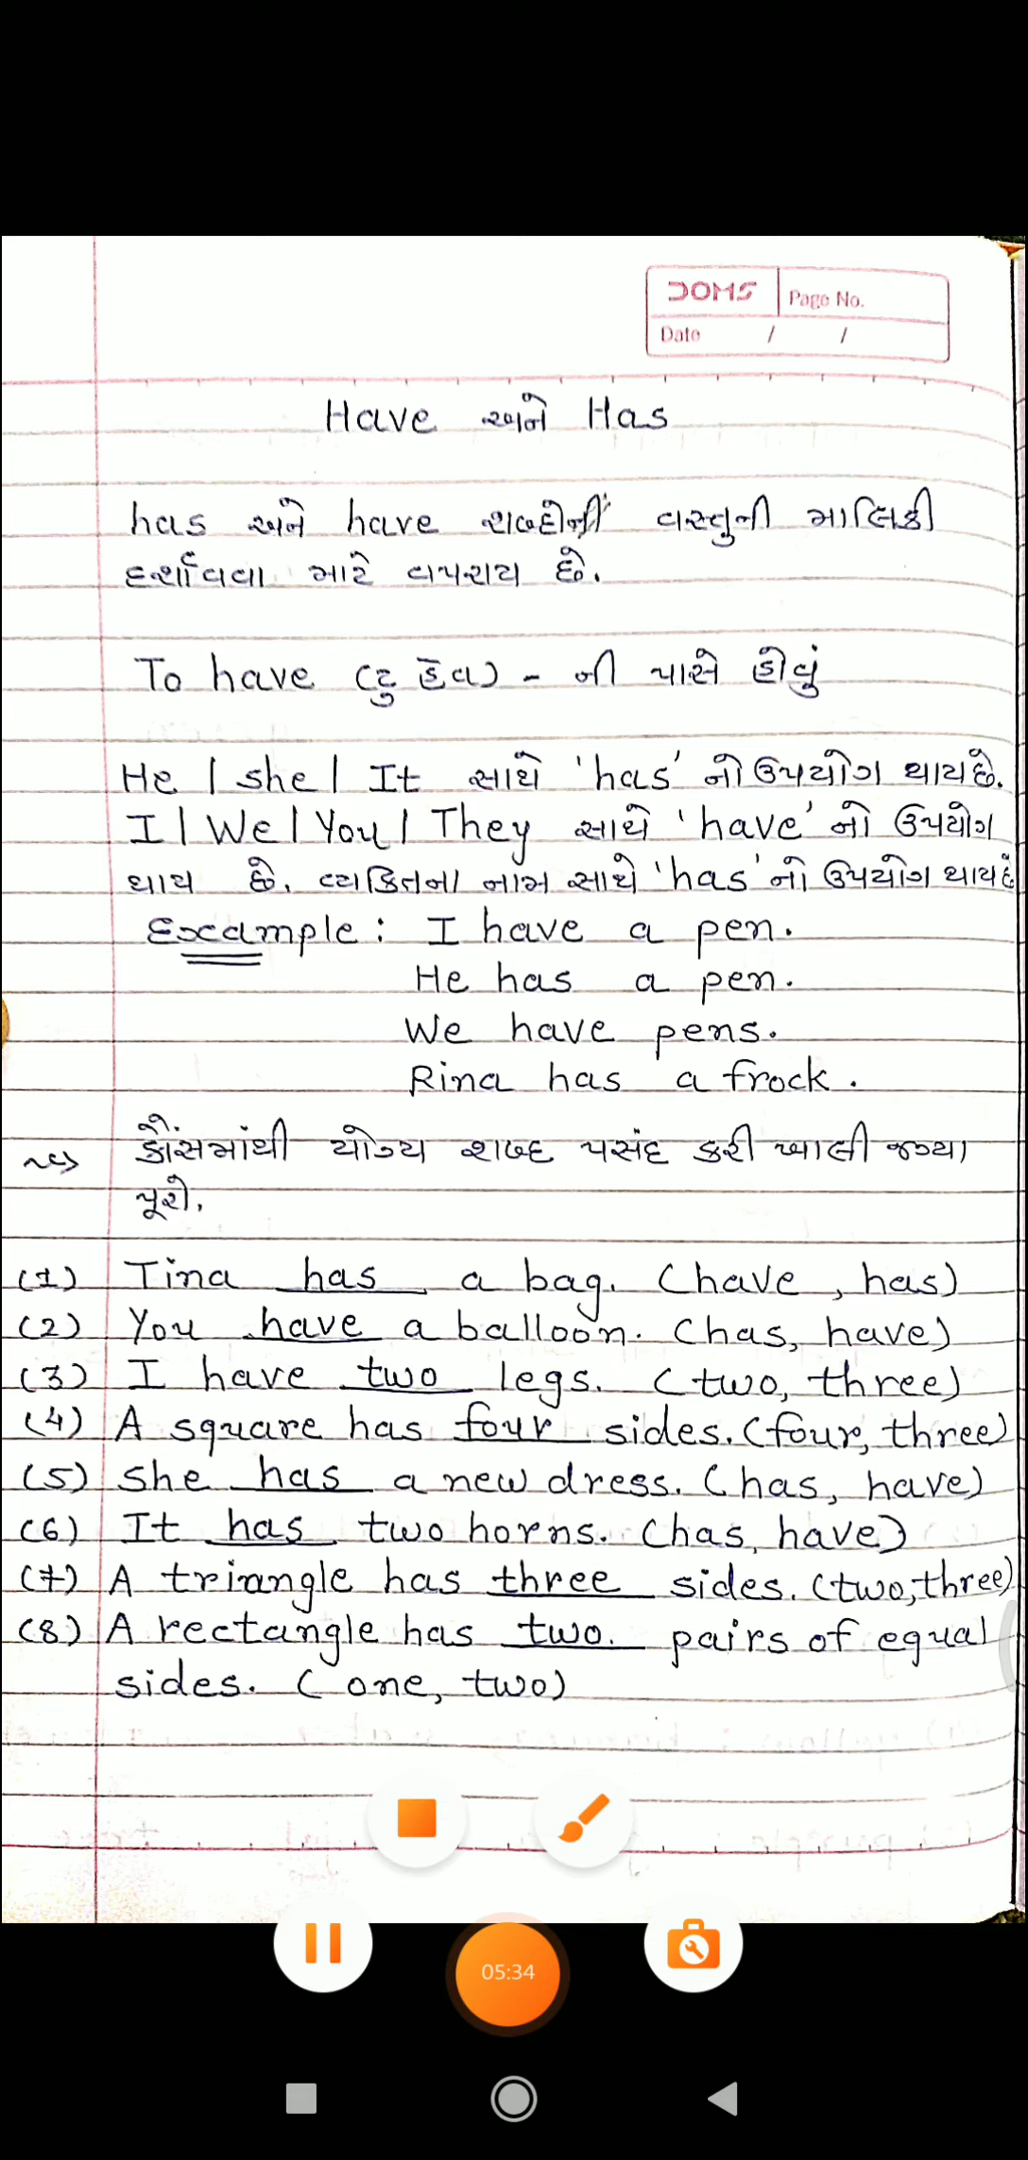 DOMS Page No.
Date / /
Have અને Has
has અને have શબ્દોની વસ્તુની માલિકી
દર્શાવવા માટે વપરાય છે.
To have (ટુ હૅવ) - ની પાસે હોવું
He / she / It સાથે 'has' નો ઉપયોગ થાય છે.
I / We / You / They સાથે 'have' નો ઉપયોગ
થાય છે. વ્યકિતના નામ સાથે 'has' નો ઉપયોગ થાય છે
Example : I have a pen.
He has a pen.
We have pens.
Rina has a frock.
કૌંસમાંથી યોગ્ય શબ્દ પસંદ કરી ખાલી જગ્યા
પૂરો.
(1) Tina has a bag. (have, has)
(2) You have a balloon. (has, have)
(3) I have two legs. (two, three)
(4) A square has four sides. (four, three)
(5) she has a new dress. (has, have)
(6) It has two horns. (has, have)
(7) A triangle has three sides. (two, three)
(8) A rectangle has two. pairs of equal
sides. (one, two)
05:34